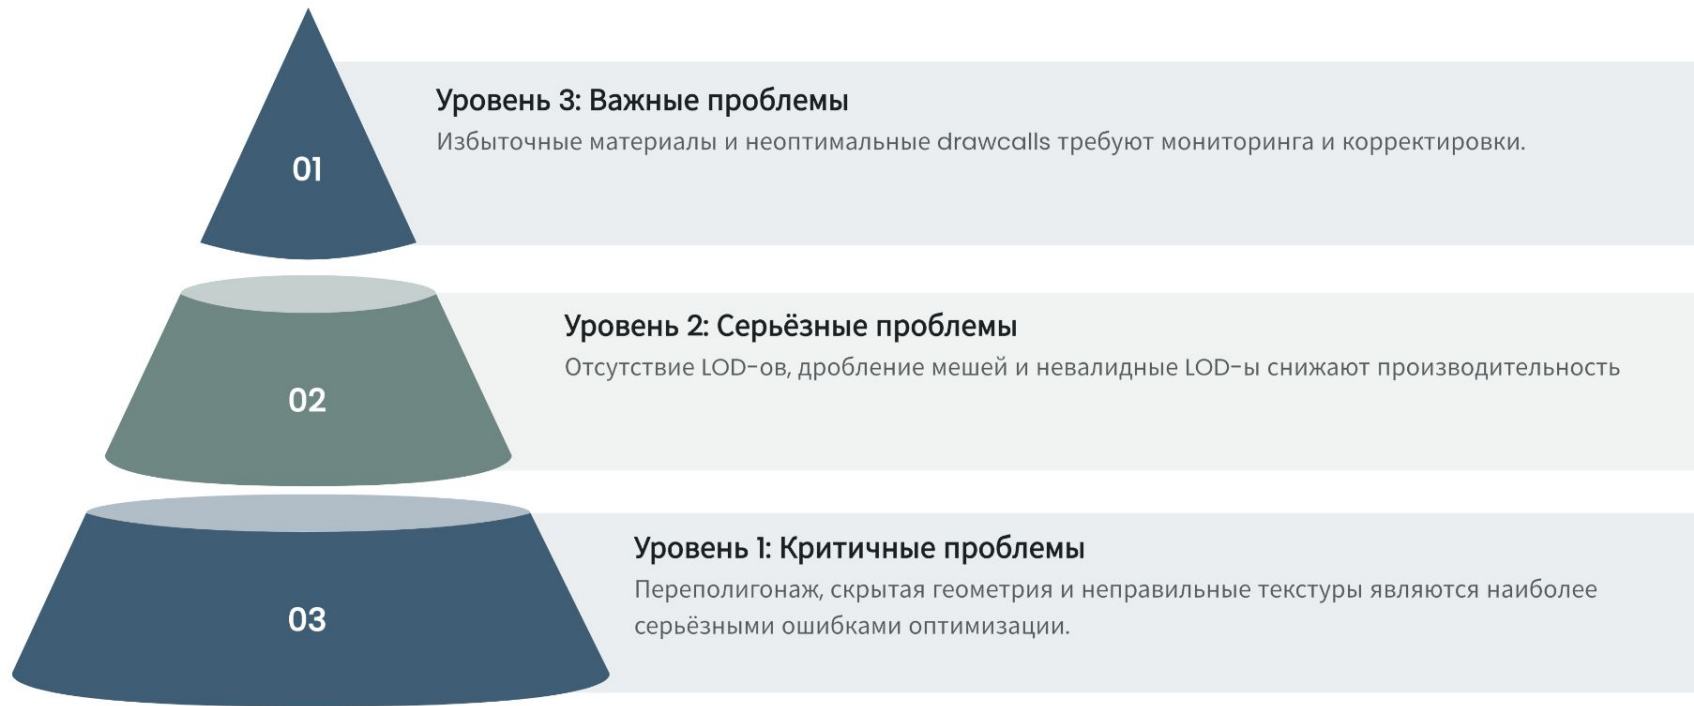 01
Уровень 3: Важные проблемы
Избыточные материалы и неоптимальные drawcalls требуют мониторинга и корректировки.
02
Уровень 2: Серьёзные проблемы
Отсутствие LOD-ов, дробление мешей и невалидные LOD-ы снижают производительность
03
Уровень 1: Критичные проблемы
Переполигонаж, скрытая геометрия и неправильные текстуры являются наиболее
серьёзными ошибками оптимизации.